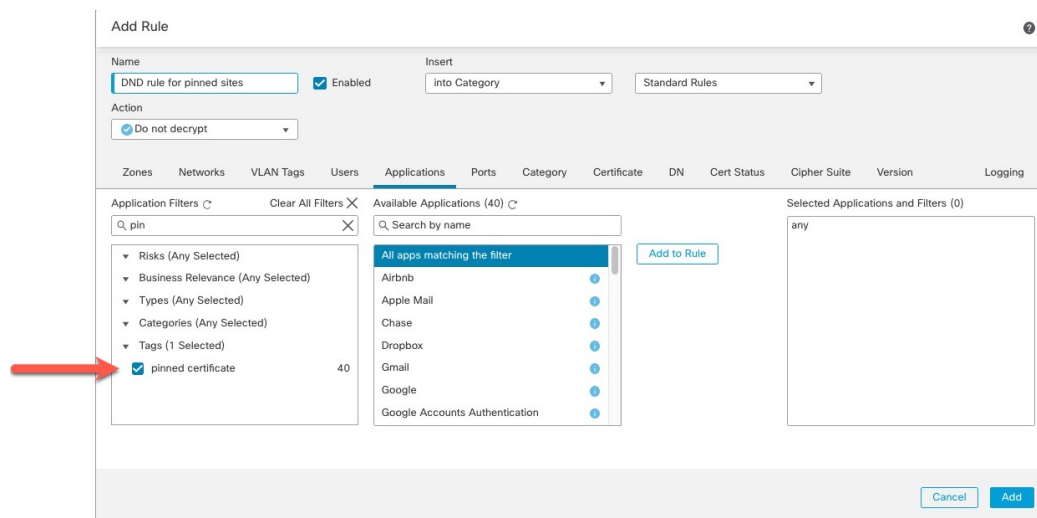 Add Rule
Name
Insert
DND rule for pinned sites
Enabled
into Category
Standard Rules
Action
Do not decrypt
Zones Networks VLAN Tags Users Applications Ports Category Certificate DN Cert Status Cipher Suite Version Logging
Application Filters Clear All Filters Available Applications (40) Selected Applications and Filters (0)
pin
Search by name
any
Risks (Any Selected)
Business Relevance (Any Selected)
Types (Any Selected)
Categories (Any Selected)
Tags (1 Selected)
pinned certificate 40
All apps matching the filter
Airbnb
Apple Mail
Chase
Dropbox
Gmail
Google
Google Accounts Authentication
Add to Rule
Cancel
Add